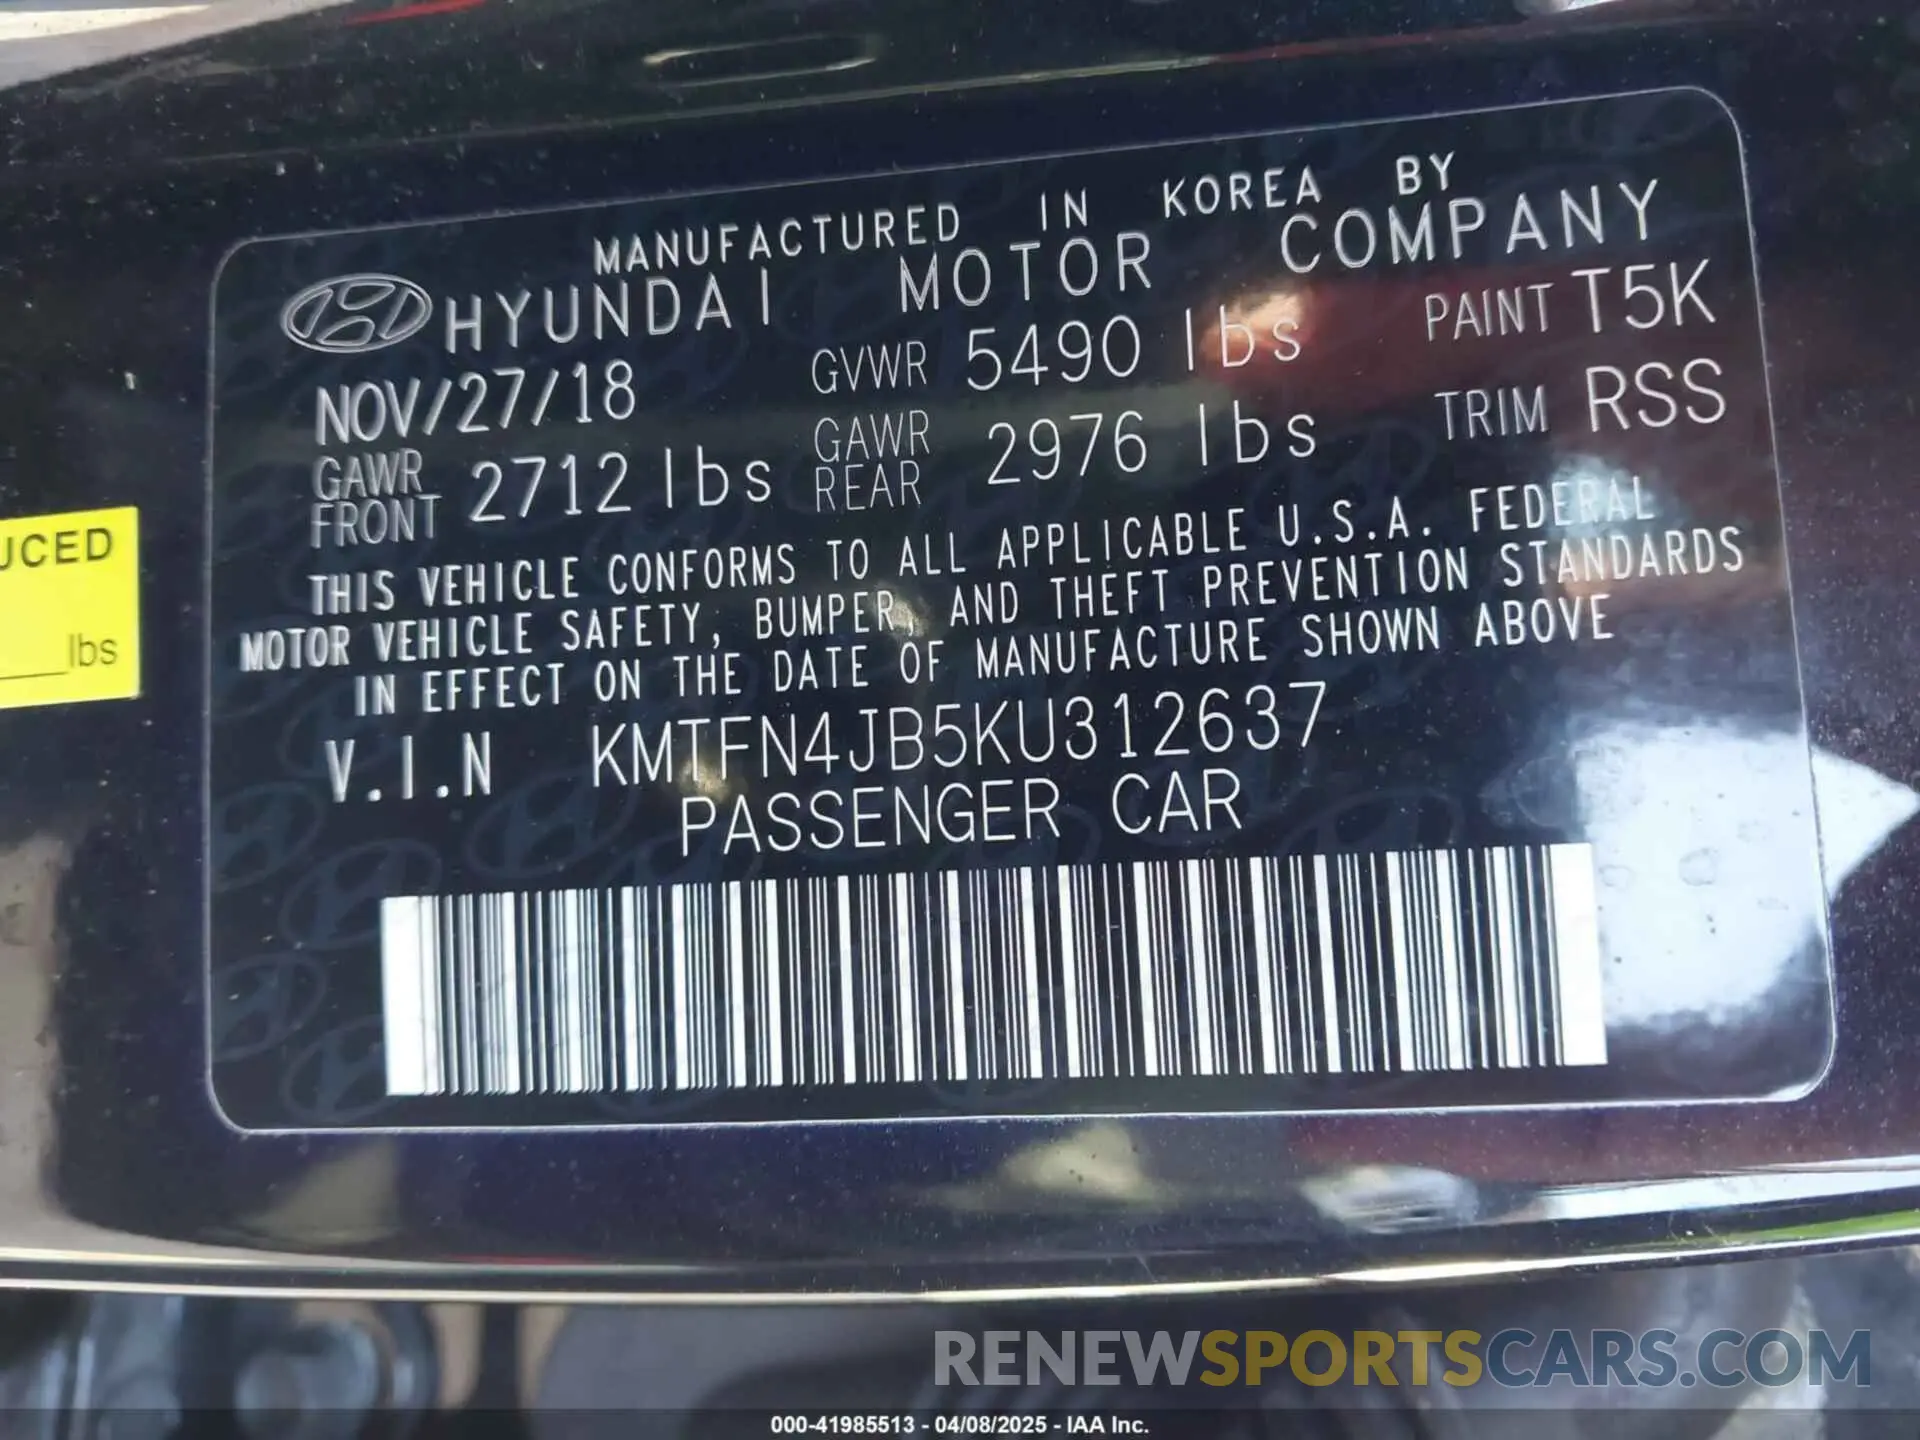 MANUFACTURED IN KOREA BY
HYUNDAI MOTOR COMPANY
NOV/27/18 GVWR 5490 lbs PAINT T5K
GAWR FRONT 2712 lbs GAWR REAR 2976 lbs TRIM RSS
THIS VEHICLE CONFORMS TO ALL APPLICABLE U.S.A. FEDERAL
MOTOR VEHICLE SAFETY, BUMPER, AND THEFT PREVENTION STANDARDS
IN EFFECT ON THE DATE OF MANUFACTURE SHOWN ABOVE
V.I.N KMTFN4JB5KU312637
PASSENGER CAR
UCED
lbs
RENEWSPORTSCARS.COM
000-41985513 - 04/08/2025 - IAA Inc.